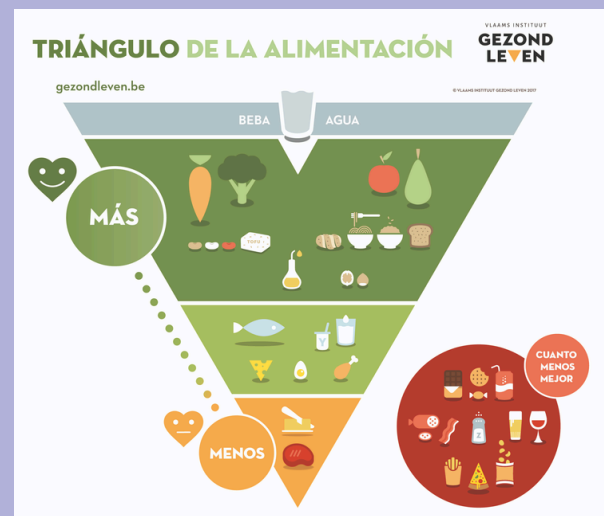 VLAAMS INSTITUUT
GEZOND
LEVEN
TRIÁNGULO DE LA ALIMENTACIÓN
gezondleven.be
© VLAAMS INSTITUUT GEZOND LEVEN 2017
BEBA AGUA
MÁS
TOFU
Y
CUANTO
MENOS
MEJOR
Z
MENOS